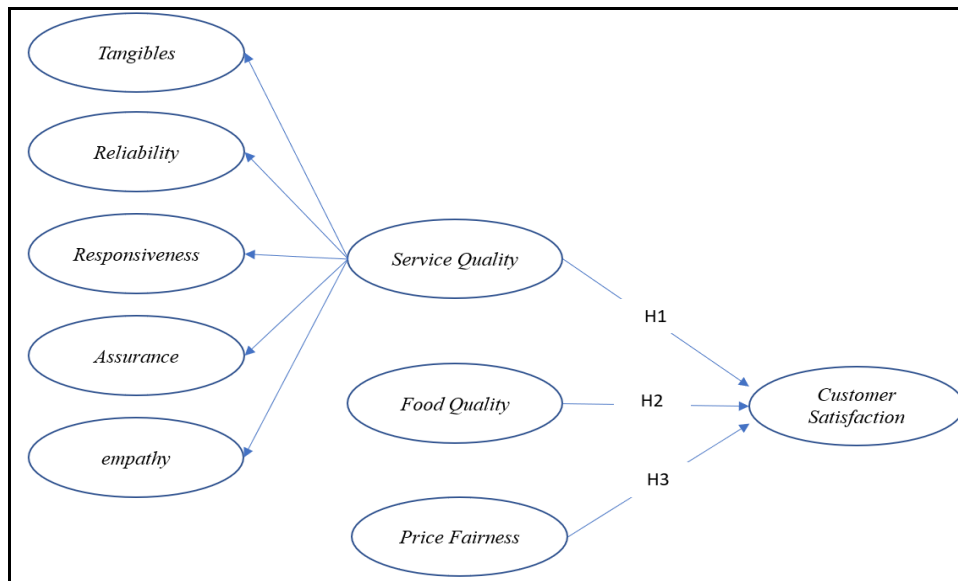 Tangibles
Reliability
Responsiveness
Assurance
empathy
Service Quality
Food Quality
Price Fairness
H1
H2
H3
Customer
Satisfaction